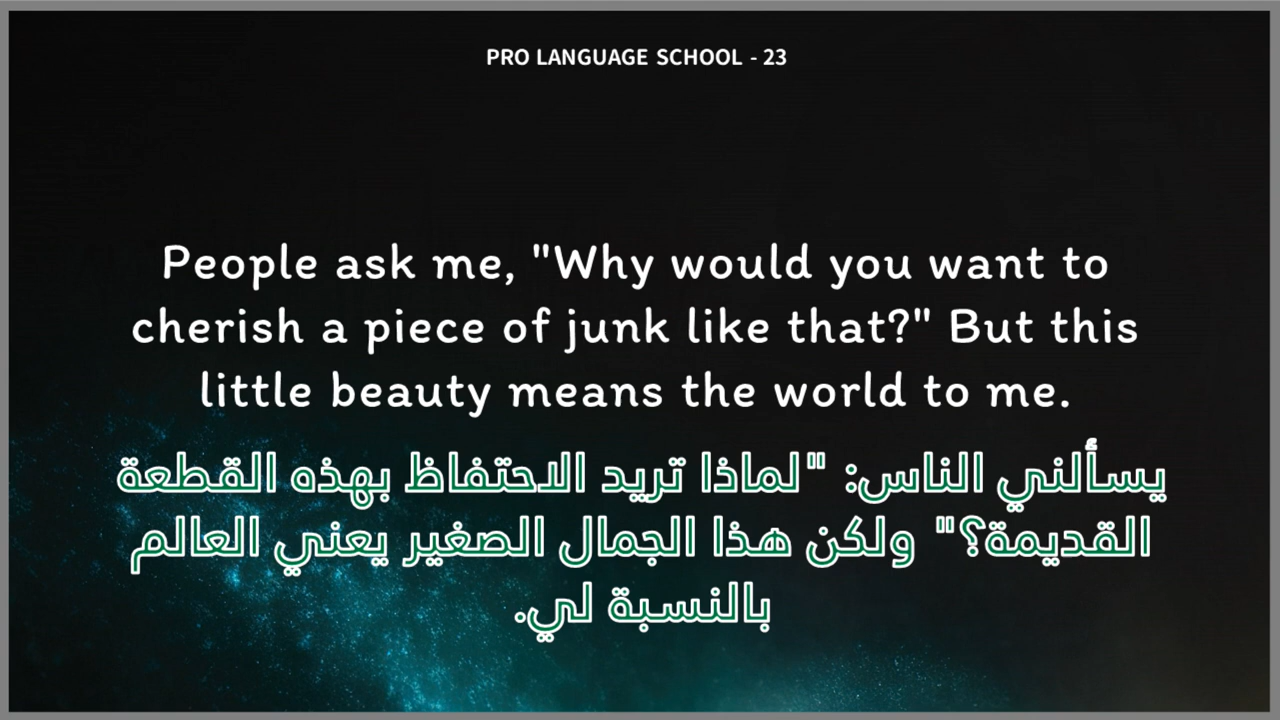 PRO LANGUAGE SCHOOL - 23
People ask me, "Why would you want to
cherish a piece of junk like that?" But this
little beauty means the world to me.
يسألني الناس: "لماذا تريد الاحتفاظ بهذه القطعة
القديمة؟" ولكن هذا الجمال الصغير يعني العالم
بالنسبة لي.